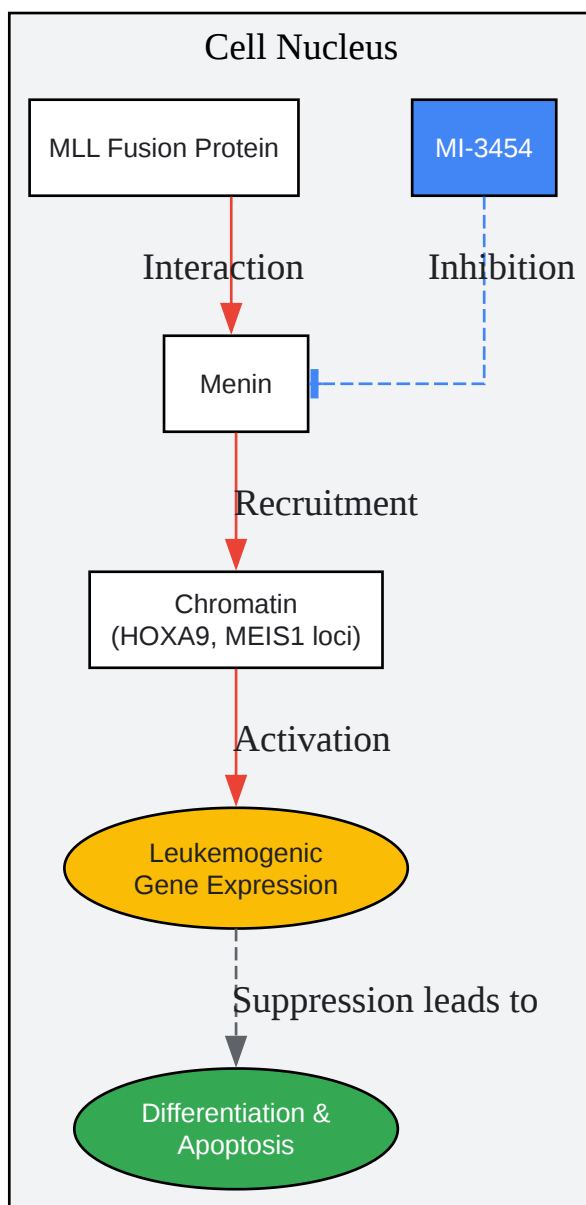 Cell Nucleus
MLL Fusion Protein
MI-3454
Interaction
Inhibition
Menin
Recruitment
Chromatin
(HOXA9, MEIS1 loci)
Activation
Leukemogenic
Gene Expression
Suppression leads to
Differentiation &
Apoptosis